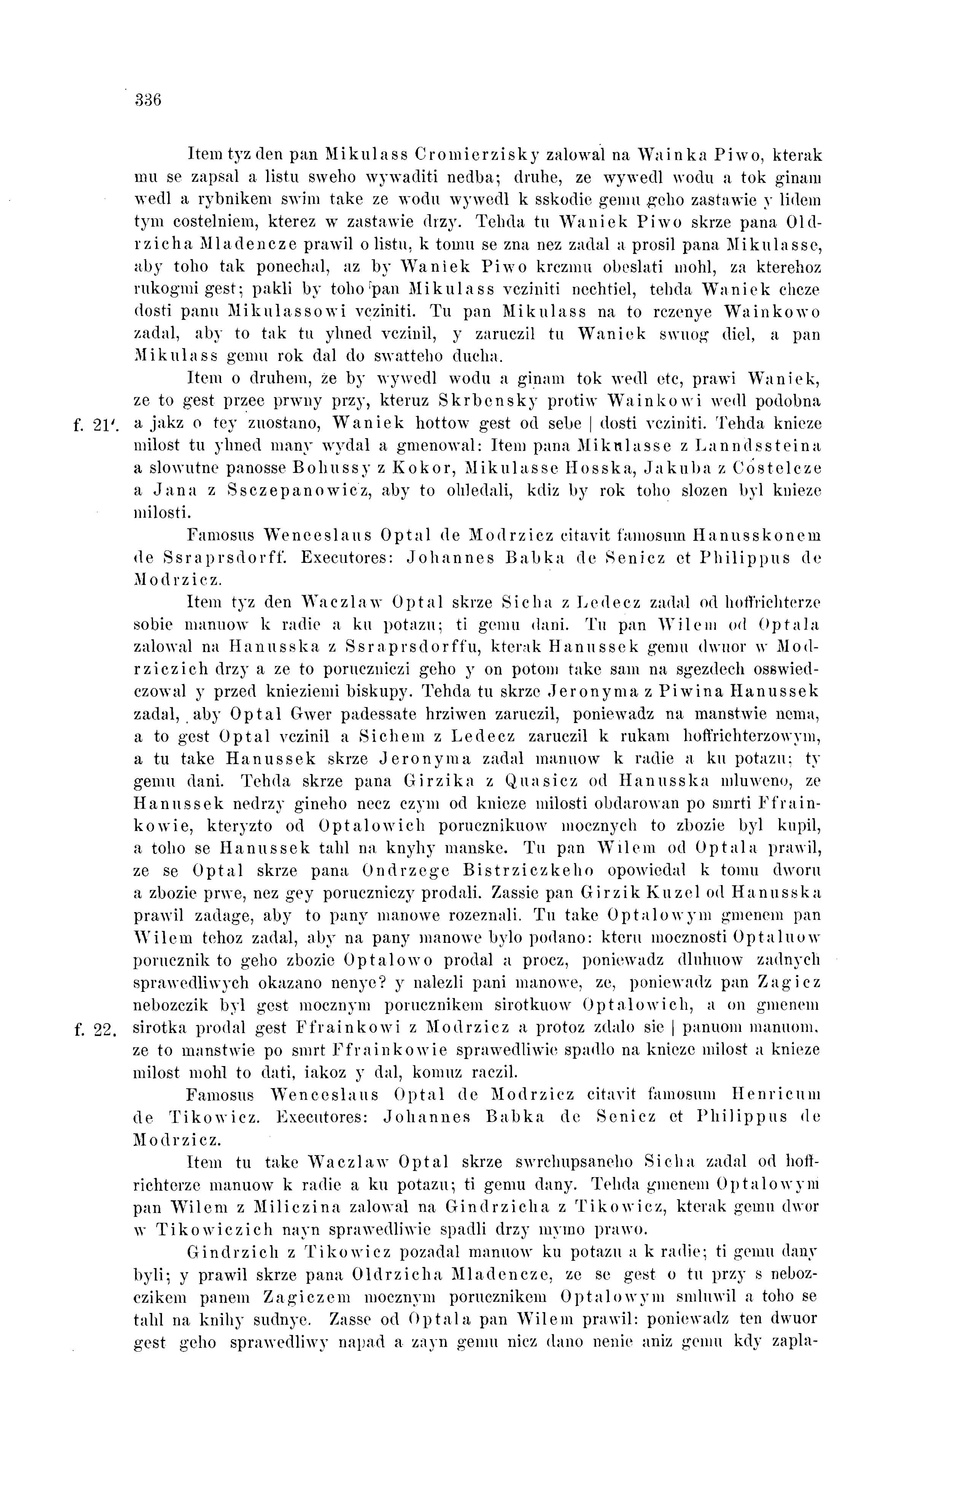 336
Item tyz den pan Mikulass Cromierzisky zalowal na Wainka Piwo, kterak
mu se zapsal a listu sweho wywaditi nedba; druhe, ze wywedl wodu a tok ginam
wedl a rybnikem swim take ze wodu wywedl k sskodie gemu geho zastawie y lidem
tym costelniem, kterez w zastawie drzy. Tehda tu Waniek Piwo skrze pana Old-
rzicha Mladencze prawil o listu, k tomu se zna nez zadal a prosil pana Mikulasse,
aby toho tak ponechal, az by Waniek Piwo krczmu obeslati mohl, za kterehoz
rukogmi gest; pakli by toho pan Mikulass vcziniti nechtiel, tehda Waniek chcze
dosti panu Mikulassowi vcziniti. Tu pan Mikulass na to rczenye Wainkowo
zadal, aby to tak tu yhned vczinil, y zaruczil tu Waniek swuog diel, a pan
Mikulass gemu rok dal do swatteho ducha.
Item o druhem, ze by wywedl wodu a ginam tok wedl etc, prawi Waniek,
ze to gest przee prwny przy, kteruz Skrbensky protiw Wainkowi wedl podobna
f. 21'. a jakz o tey zuostano, Waniek hottow gest od sebe | dosti vcziniti. Tehda knieze
milost tu yhned many wydal a gmenowal: Item pana Mikulasse z Lanndssteina
a slowutne panosse Bohussy z Kokor, Mikulasse Hosska, Jakuba z Cóstelcze
a Jana z Ssczepanowicz, aby to ohledali, kdiz by rok toho slozen byl knieze
milosti.
Famosus Wenceslaus Optal de Modrzicz citavit famosum Hanusskonem
de Ssraprsdorff. Executores: Johannes Babka de Senicz et Philippus de
Modrzicz.
Item tyz den Waczlaw Optal skrze Sicha z Ledecz zadal od hoffrichterze
sobie manuow k radie a ku potazu; ti gemu dani. Tu pan Wilem od Optala
zalowal na Hanusska z Ssraprsdorffu, kterak Hanussek gemu dwuor w Mod-
rziczich drzy a ze to porucznicz​i geho y on potom take sam na sgezdech osswied-
czowal y przed knieziemi biskupy. Tehda tu skrze Jeronyma z Piwina Hanussek
zadal, aby Optal Gwer padessate hrziwen zaruczil, poniewadz na manstwie nema,
a to gest Optal vczinil a Sichem z Ledecz zaruczil k rukam hoffrichterzowym,
a tu take Hanussek skrze Jeronyma zadal manuow k radie a ku potazu; ty
gemu dani. Tehda skrze pana Girzika z Quasicz od Hanusska mluweno, ze
Hanussek nedrzy gineho necz czym od knieze milosti obdarowan po smrti Ffrain-
kowie, kteryzto od Optalowich porucznikuow mocznych to zbozie byl kupil,
a toho se Hanussek tahl na knyhy manske. Tu pan Wilem od Optala prawil,
ze se Optal skrze pana Ondrzege Bistrziczkeho opowiedal k tomu dworu
a zbozie prwe, nez gey poruczniczy prodali. Zassie pan Girzik Kuzel od Hanusska
prawil zadage, aby to pany manowe rozeznali. Tu take Optalowym gmenem pan
Wilem tehoz zadal, aby na pany manowe bylo podano: kteru mocznosti Optaluow
porucznik to geho zbozie Optalowo prodal a procz, poniewadz dluhuow zadnych
sprawedliwych okazano nenye? y nalezli pani manowe, ze, poniewadz pan Zagicz
nebozczik byl gest mocznym porucznikem sirotkuow Optalowich, a on gmenem
f. 22. sirotka prodal gest Ffrainkowi z Modrzicz a protoz zdalo sie | panuom manuom,
ze to manstwie po smrt Ffrainkowie sprawedliwie spadlo na knieze milost a knieze
milost mohl to dati, iakoz y dal, komuz raczil.
Famosus Wenceslaus Optal de Modrzicz citavit famosum Henricum
de Tikowicz. Executores: Johannes Babka de Senicz et Philippus de
Modrzicz.
Item tu take Waczlaw Optal skrze swrchupsaneho Sicha zadal od hoff-
richterze manuow k radie a ku potazu; ti gemu dany. Tehda gmenem Optalowym
pan Wilem z Miliczina zalowal na Gindrzicha z Tikowicz, kterak gemu dwor
w Tikowiczich nayn sprawedliwie spadli drzy mymo prawo.
Gindrzich z Tikowicz pozadal manuow ku potazu a k radie; ti gemu dany
byli; y prawil skrze pana Oldrzicha Mladencze, ze se gest o tu przy s neboz-
czikem panem Zagiczem mocznym porucznikem Optalowym smluwil a toho se
tahl na knihy sudnye. Zasse od Optala pan Wilem prawil: poniewadz ten dwuor
gest geho sprawedliwy napad a zayn gemu nicz dano nenie aniz gemu kdy zapla-